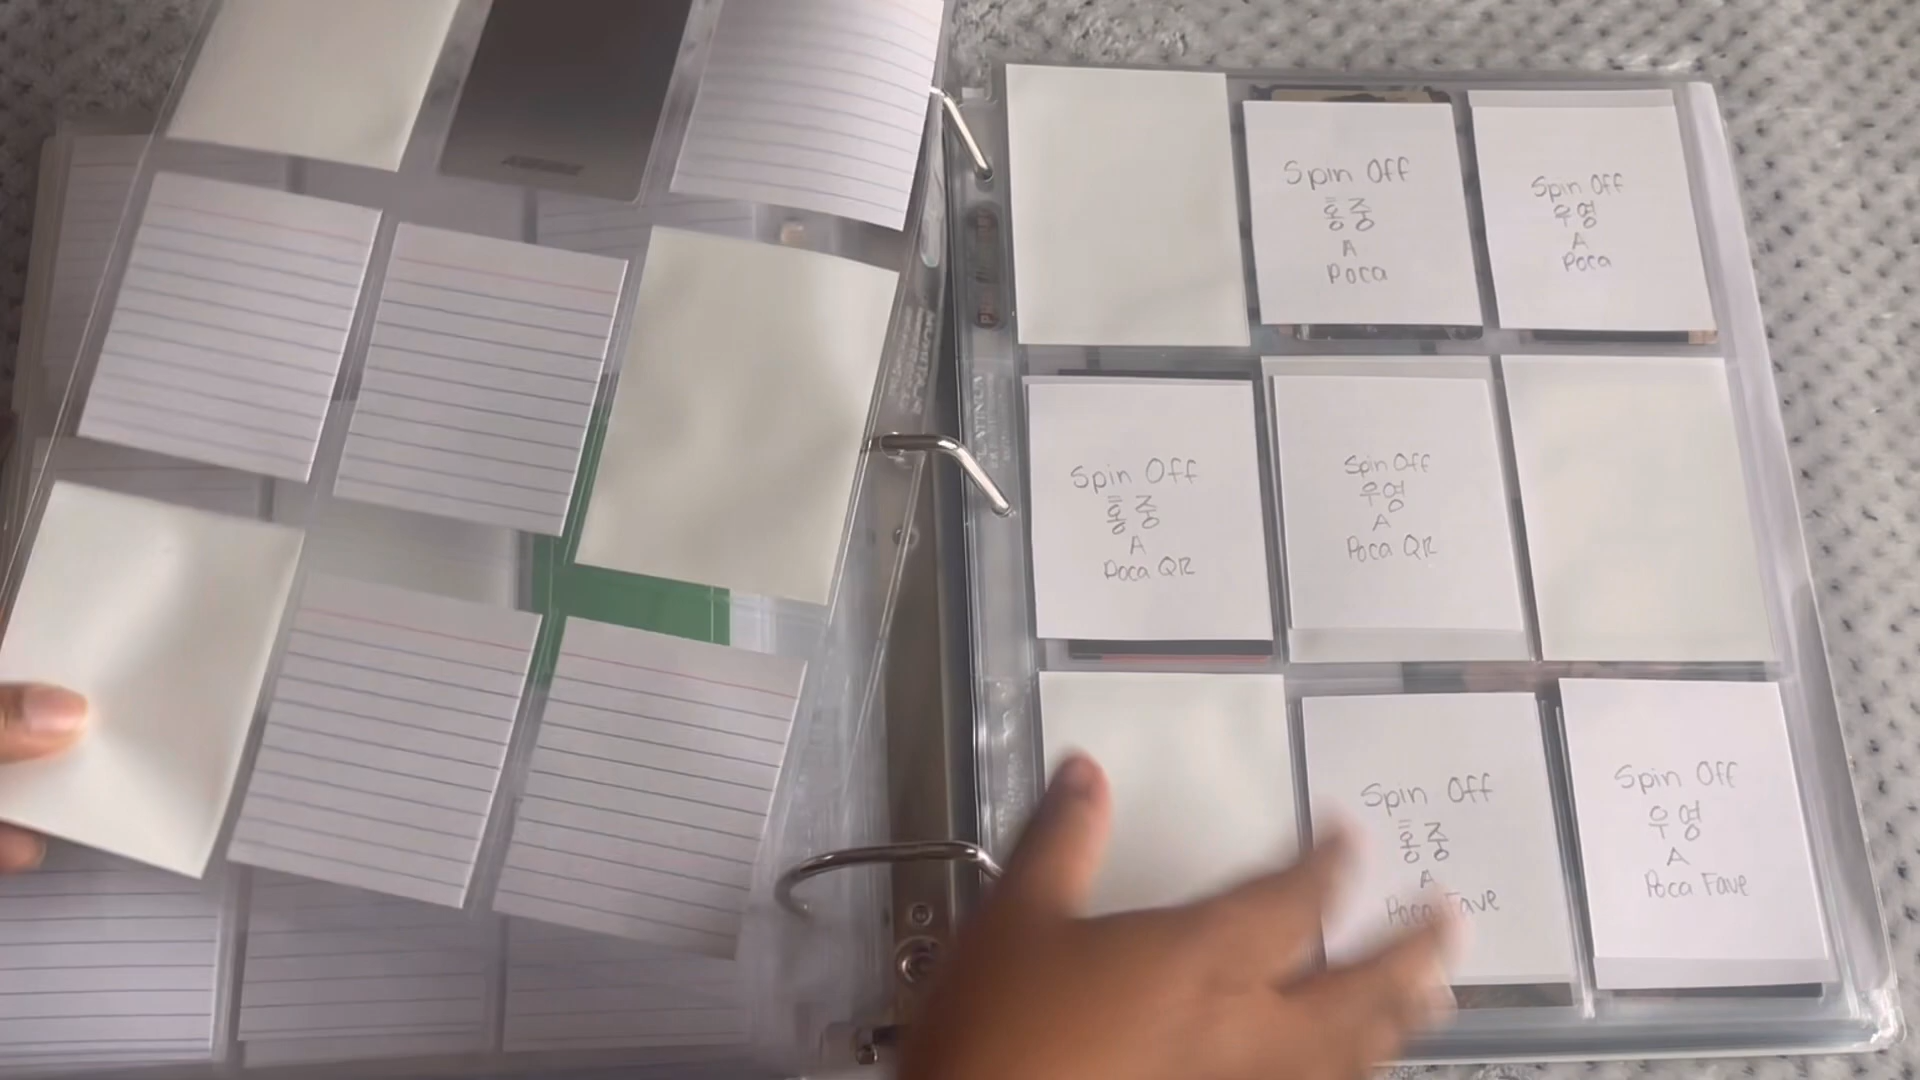 Spin Off
홍중
A
Poca
Spin Off
우영
A
Poca
Spin Off
홍중
A
Poca QR
Spin Off
우영
A
Poca QR
Spin Off
홍중
A
Poca Fave
Spin Off
우영
A
Poca Fave
PLATINUM